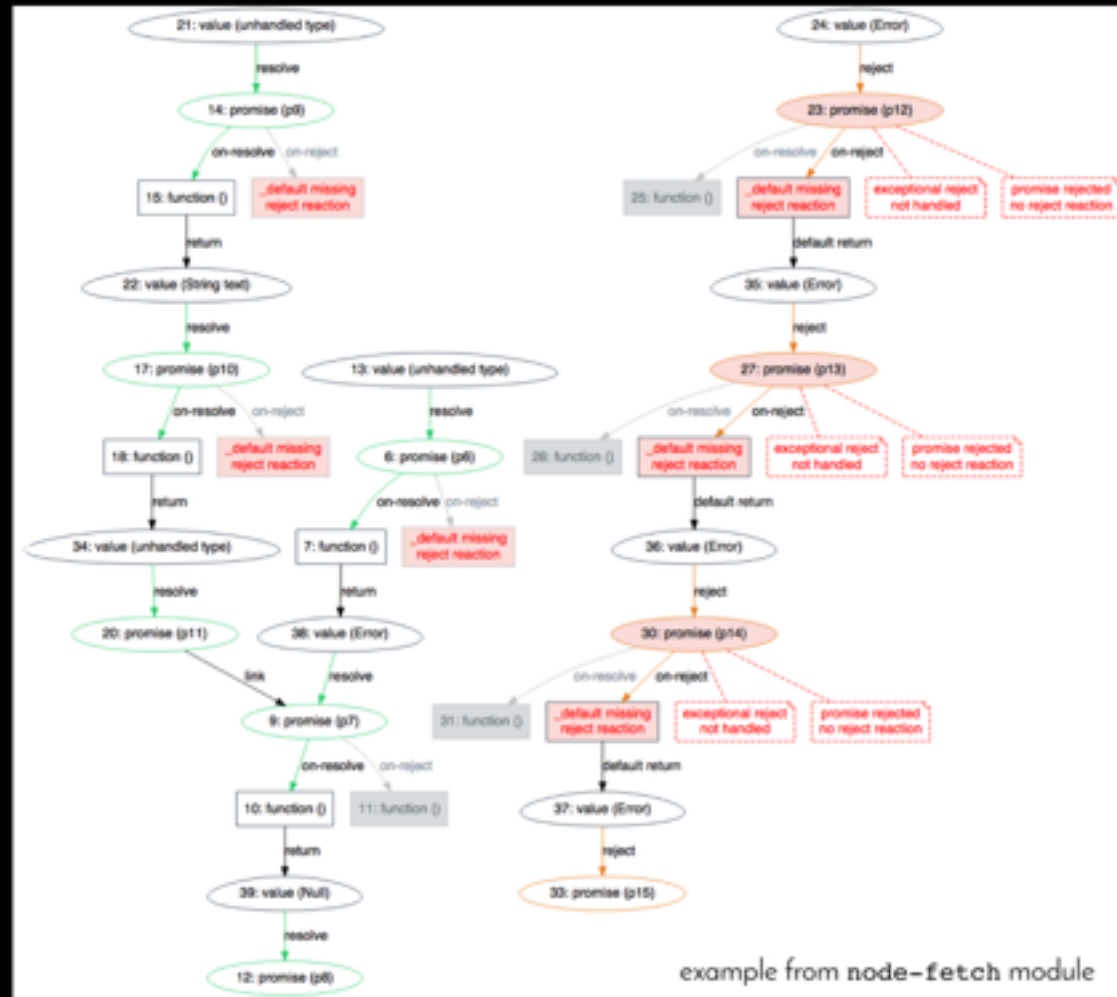 21: value (unhandled type)
resolve
14: promise (p9)
on-resolve
on-reject
15: function ()
_default missing
reject reaction
return
22: value (String text)
resolve
17: promise (p10)
on-resolve
on-reject
18: function ()
_default missing
reject reaction
return
34: value (unhandled type)
resolve
20: promise (p11)
link
13: value (unhandled type)
resolve
6: promise (p6)
on-resolve
on-reject
7: function ()
_default missing
reject reaction
return
38: value (Error)
resolve
9: promise (p7)
on-resolve
on-reject
10: function ()
11: function ()
return
39: value (Null)
resolve
12: promise (p8)
24: value (Error)
reject
23: promise (p12)
on-resolve
on-reject
25: function ()
_default missing
reject reaction
exceptional reject
not handled
promise rejected
no reject reaction
default return
35: value (Error)
reject
27: promise (p13)
on-resolve
on-reject
28: function ()
_default missing
reject reaction
exceptional reject
not handled
promise rejected
no reject reaction
default return
36: value (Error)
reject
30: promise (p14)
on-resolve
on-reject
31: function ()
_default missing
reject reaction
exceptional reject
not handled
promise rejected
no reject reaction
default return
37: value (Error)
reject
33: promise (p15)
example from node-fetch module